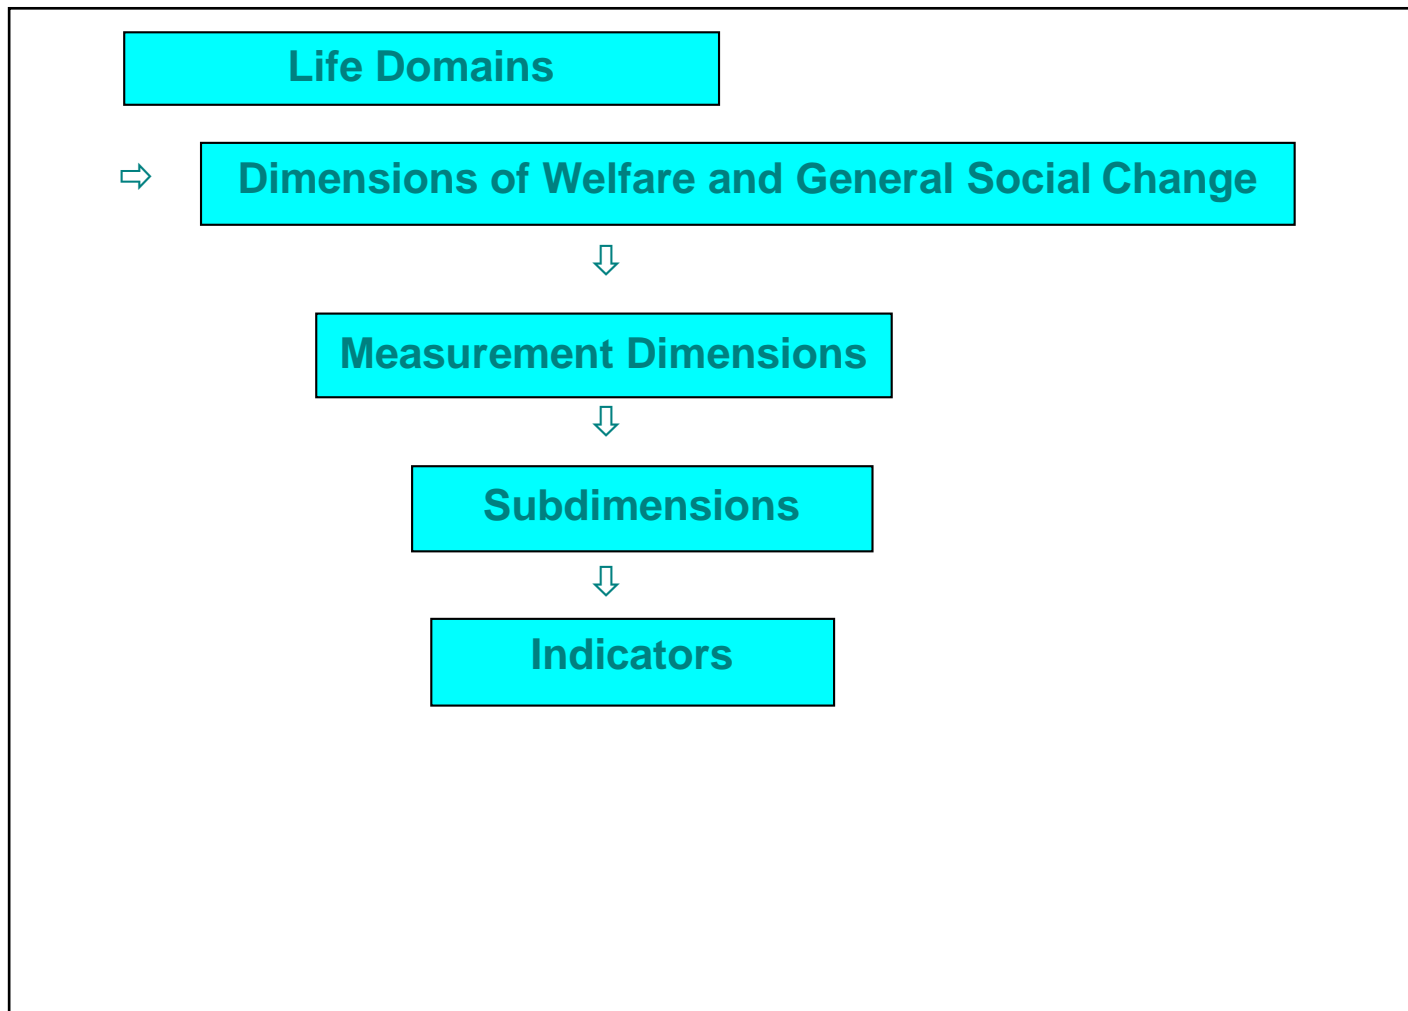 Life Domains
Dimensions of Welfare and General Social Change
Measurement Dimensions
Subdimensions
Indicators